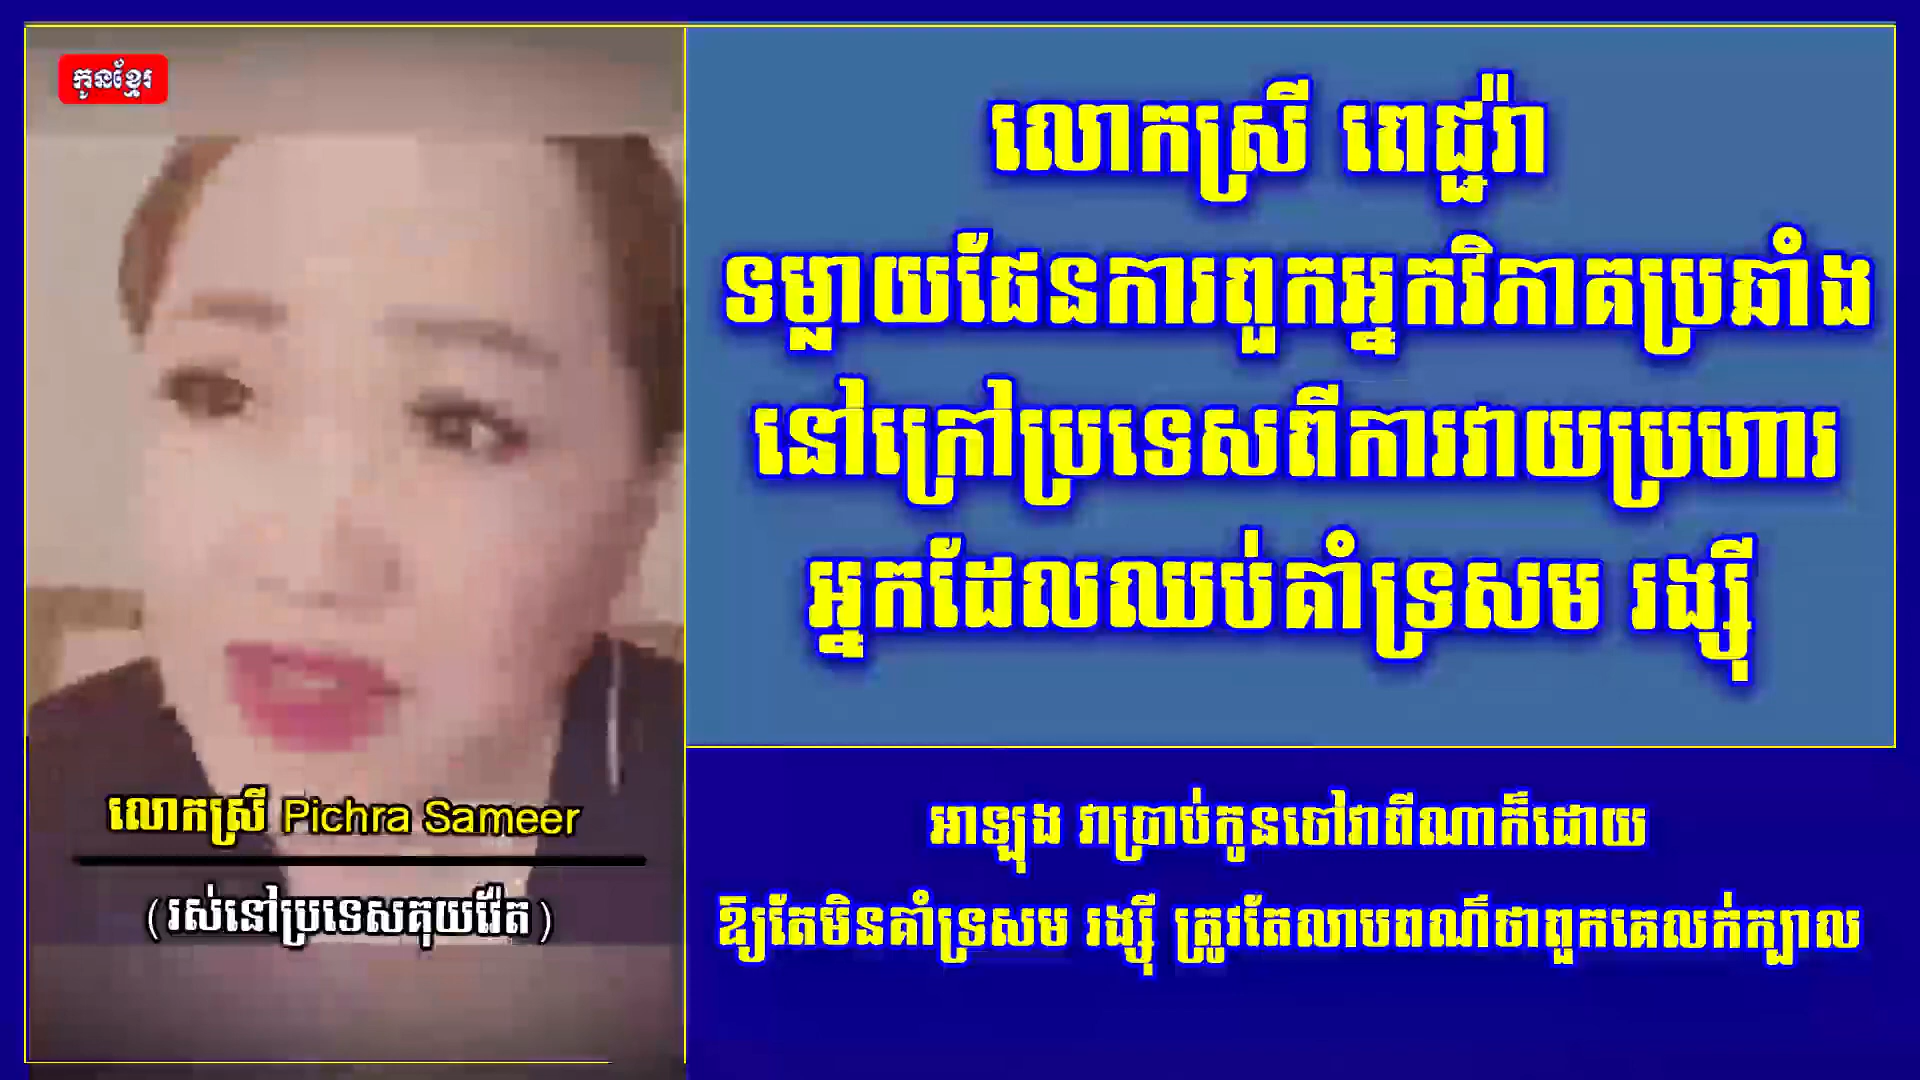 កូនខ្មែរ
លោកស្រី ពេជ្ជរ៉ា
ទម្លាយផែនការពួកអ្នកវិភាគប្រឆាំង
នៅក្រៅប្រទេសពីការវាយប្រហារ
អ្នកដែលឈប់គាំទ្រសម រង្ស៊ី
លោកស្រី Pichra Sameer
(រស់នៅប្រទេសគុយវ៉ែត)
អាឡុង វាប្រាប់កូនចៅវាពីណាក៏ដោយ
ឱ្យតែមិនគាំទ្រសម រង្ស៊ី ត្រូវតែលាបពណ៌ថាពួកគេលក់ក្បាល